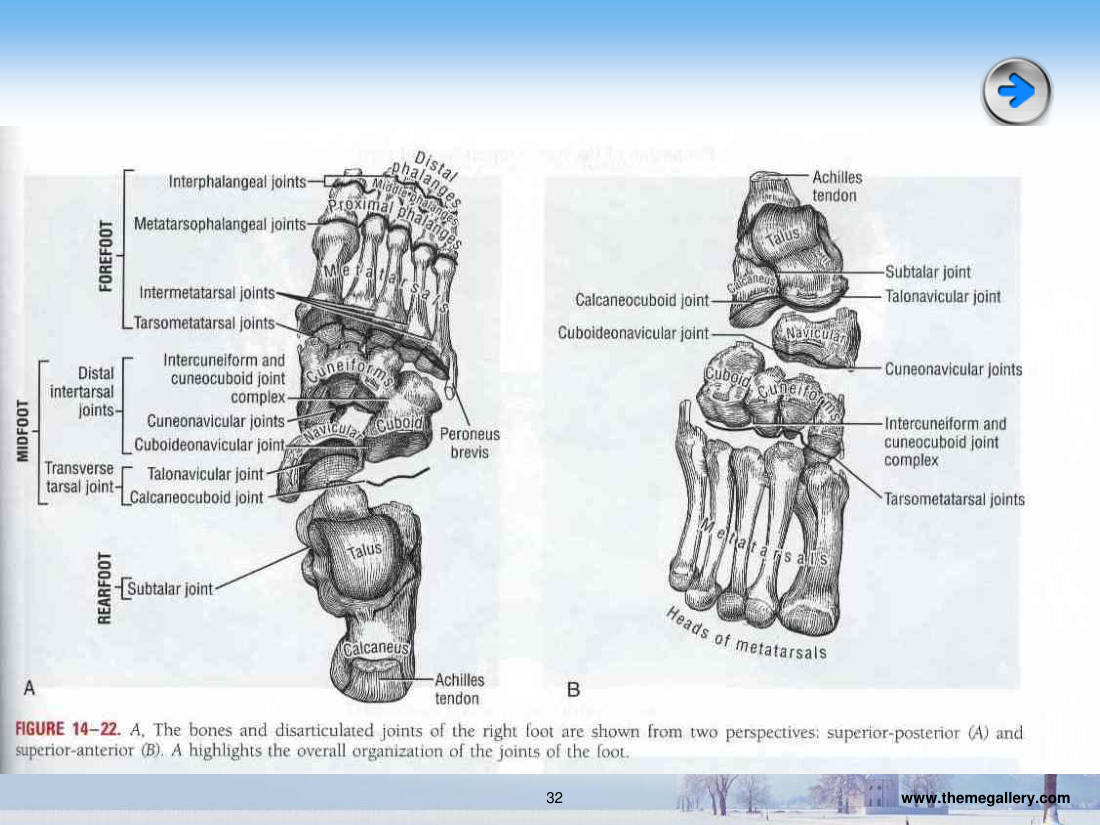 Distal
phalanges
Interphalangeal joints
Middle phalanges
Proximal phalanges
Metatarsophalangeal joints
FOREFOOT
Metatarsals
Intermetatarsal joints
Tarsometatarsal joints
Intercuneiform and
cuneocuboid joint
complex
Cuneiforms
Distal
intertarsal
joints
MIDFOOT
Cuneonavicular joints
Navicular
Cuboid
Cuboideonavicular joint
Peroneus
brevis
Transverse
tarsal joint
Talonavicular joint
Calcaneocuboid joint
Talus
REARFOOT
Subtalar joint
Calcaneus
Achilles
tendon
A
Achilles
tendon
Talus
Calcaneus
Subtalar joint
Calcaneocuboid joint
Talonavicular joint
Cuboideonavicular joint
Navicular
Cuneonavicular joints
Cuboid
Cuneiforms
Intercuneiform and
cuneocuboid joint
complex
Tarsometatarsal joints
Metatarsals
Heads of metatarsals
B
FIGURE 14–22. A, The bones and disarticulated joints of the right foot are shown from two perspectives: superior-posterior (A) and
superior-anterior (B). A highlights the overall organization of the joints of the foot.
32
www.themegallery.com